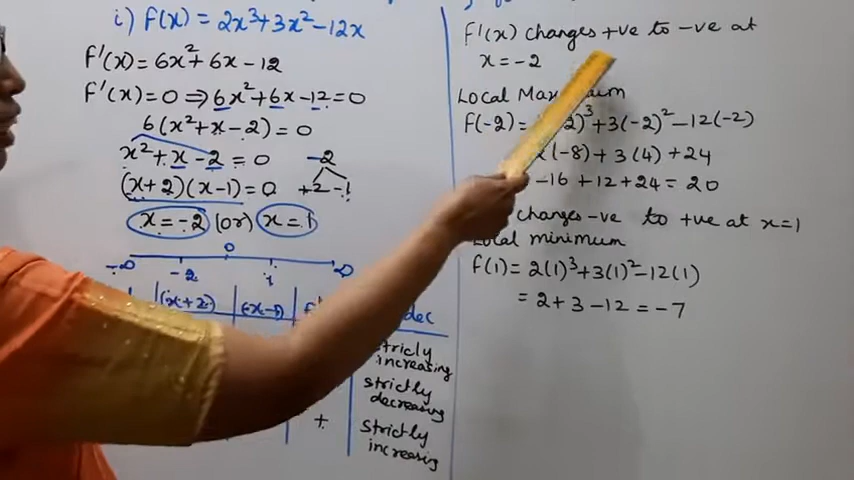 i) f(x) = 2x³+3x²-12x
f'(x) = 6x²+6x-12
f'(x)=0 ⇒ 6x²+6x-12=0
6(x²+x-2)=0
x²+x-2=0 -2
(x+2)(x-1)=0 +2 -1
x=-2 (or) x=1
-∞ -2 0 1 ∞
(x+2) (x-1) dec
strictly
increasing
strictly
decreasing
+ strictly
increasing
f'(x) changes +ve to -ve at
x=-2
Local
f(-2) = )³+3(-2)²-12(-2)
(-8)+3(4)+24
-16+12+24=20
changes -ve to +ve at x=1
Local minimum
f(1)=2(1)³+3(1)²-12(1)
=2+3-12=-7